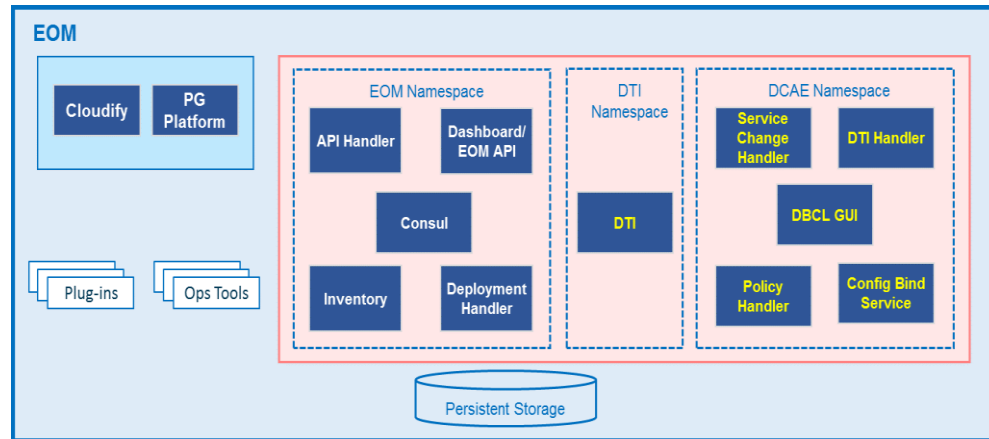 EOM
Cloudify
PG
Platform
Plug-ins
Ops Tools
EOM Namespace
API Handler
Dashboard/
EOM API
Consul
Inventory
Deployment
Handler
DTI
Namespace
DTI
DCAE Namespace
Service
Change
Handler
DTI Handler
DBCL GUI
Policy
Handler
Config Bind
Service
Persistent Storage